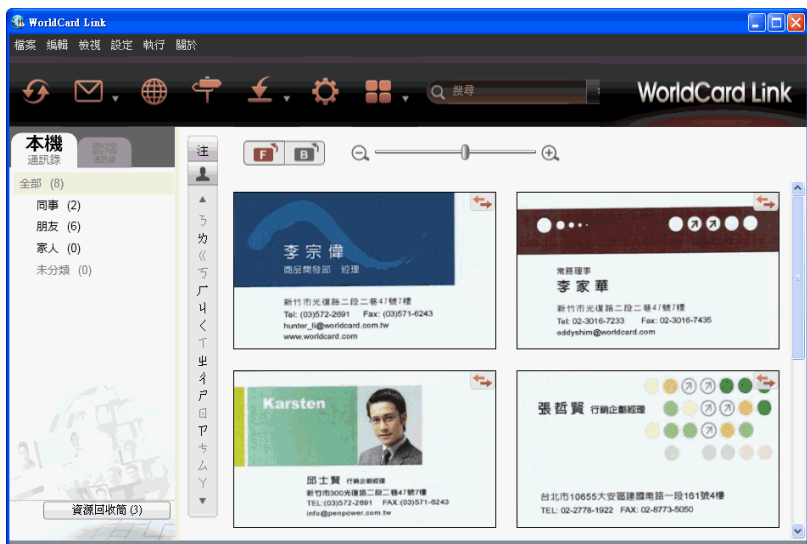 WorldCard Link
檔案 編輯 檢視 設定 執行 關於
搜尋
WorldCard Link
本機
通訊錄
雲端
通訊錄
全部 (8)
同事 (2)
朋友 (6)
家人 (0)
未分類 (0)
資源回收筒 (3)
注
ㄋ
ㄌ
ㄍ
ㄎ
ㄏ
ㄐ
ㄑ
ㄒ
ㄓ
ㄔ
ㄕ
ㄖ
ㄗ
ㄘ
ㄙ
ㄚ
F B
李宗偉
商品開發部 經理
新竹市光復路二段二巷47號7樓
Tel: (03)572-2691 Fax: (03)571-6243
hunter_li@worldcard.com.tw
www.worldcard.com
常務理事
李家華
新竹市光復路二段二巷47號7樓
Tel: 02-3016-7233 Fax: 02-3016-7435
eddyshim@worldcard.com
Karsten
邱士賢 行銷企劃經理
新竹市300光復路二段二巷47號7樓
TEL:(03)572-2691 FAX:(03)571-6243
info@penpower.com.tw
張哲賢 行銷企劃經理
台北市10655大安區建國南路一段161號4樓
TEL: 02-2778-1922 FAX: 02-8773-5050